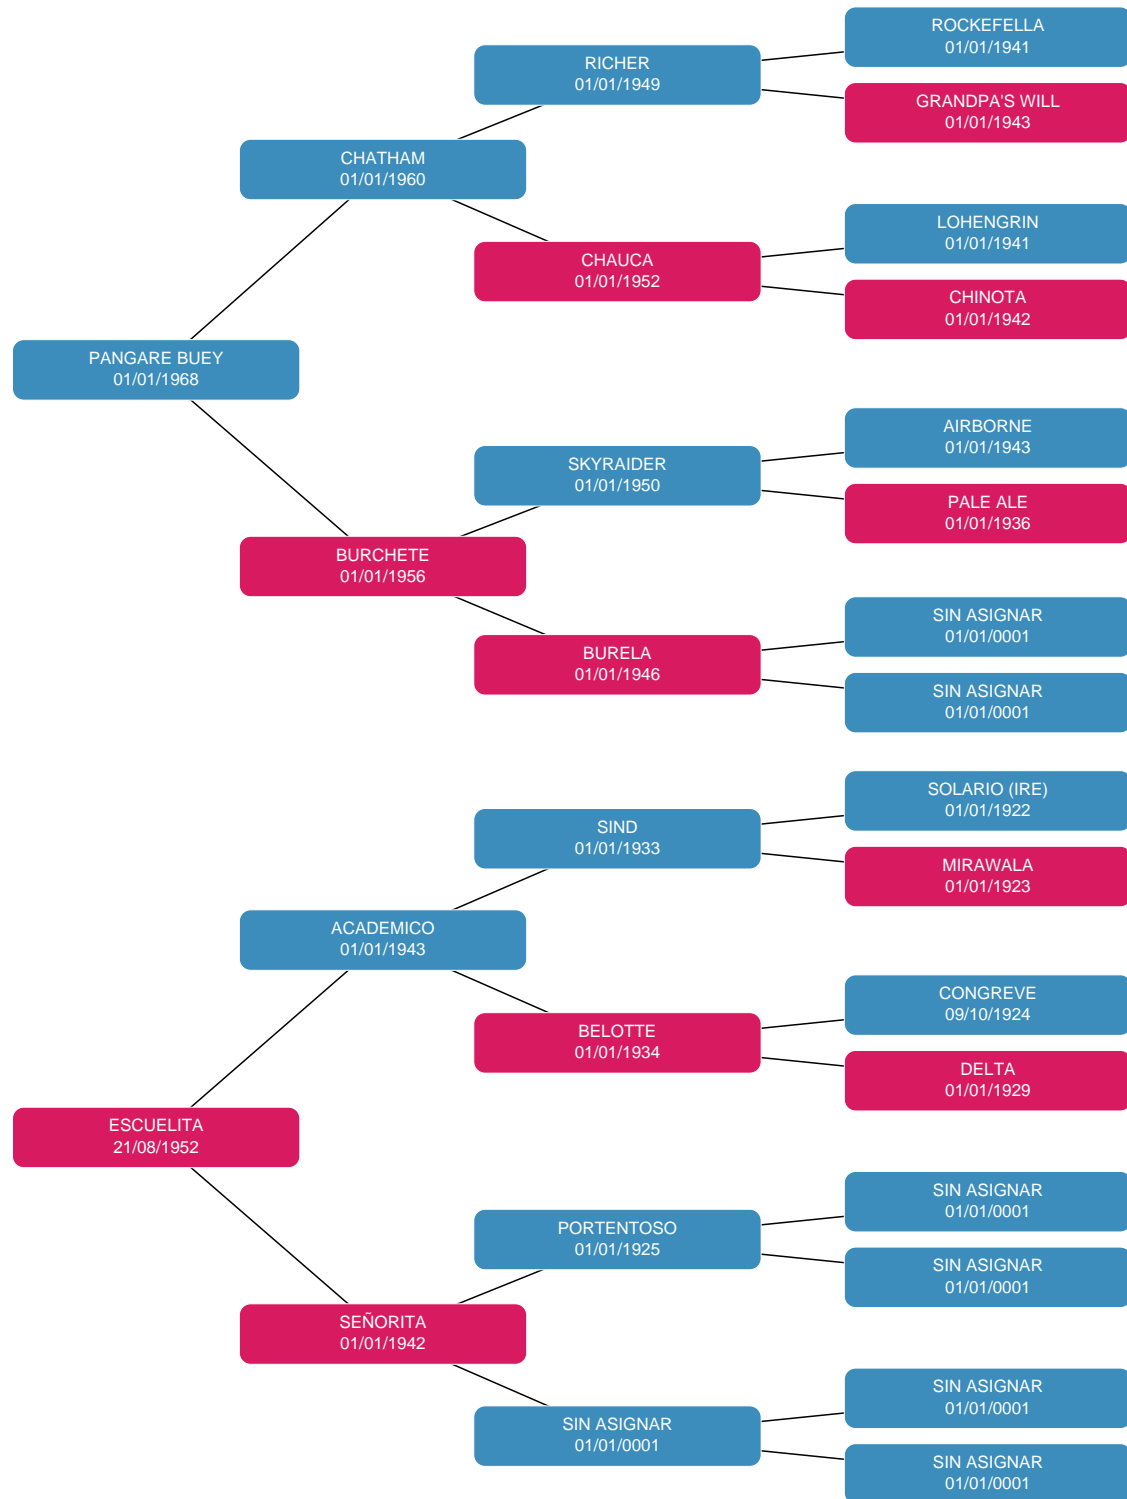 ROCKEFELLA
01/01/1941
RICHER
01/01/1949
GRANDPA'S WILL
01/01/1943
CHATHAM
01/01/1960
LOHENGRIN
01/01/1941
CHAUCA
01/01/1952
CHINOTA
01/01/1942
PANGARE BUEY
01/01/1968
AIRBORNE
01/01/1943
SKYRAIDER
01/01/1950
PALE ALE
01/01/1936
BURCHETE
01/01/1956
SIN ASIGNAR
01/01/0001
BURELA
01/01/1946
SIN ASIGNAR
01/01/0001
SOLARIO (IRE)
01/01/1922
SIND
01/01/1933
MIRAWALA
01/01/1923
ACADEMICO
01/01/1943
CONGREVE
09/10/1924
BELOTTE
01/01/1934
DELTA
01/01/1929
ESCUELITA
21/08/1952
SIN ASIGNAR
01/01/0001
PORTENTOSO
01/01/1925
SIN ASIGNAR
01/01/0001
SEÑORITA
01/01/1942
SIN ASIGNAR
01/01/0001
SIN ASIGNAR
01/01/0001
SIN ASIGNAR
01/01/0001